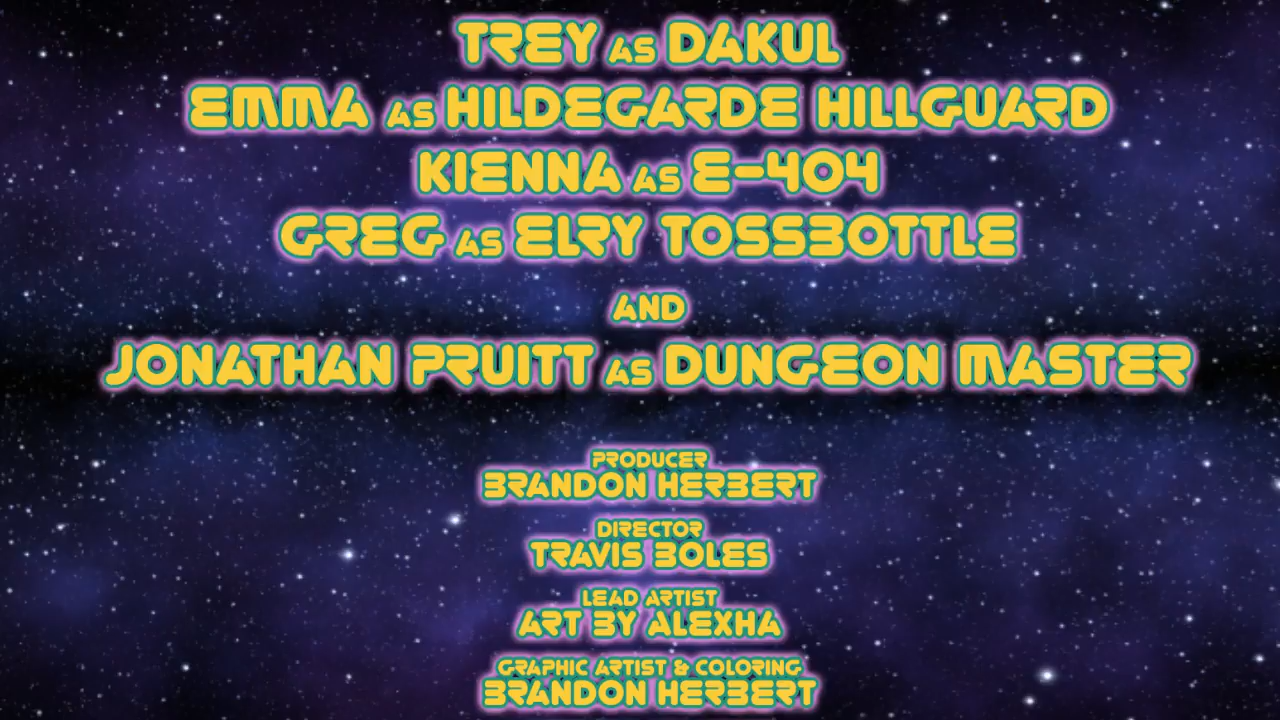 TREY AS DAKUL
EMMA AS HILDEGARDE HILLGUARD
KIENNA AS E-404
GREG AS ELRY TOSSBOTTLE
AND
JONATHAN PRUITT AS DUNGEON MASTER
PRODUCER
BRANDON HERBERT
DIRECTOR
TRAVIS BOLES
LEAD ARTIST
ART BY ALEXHA
GRAPHIC ARTIST & COLORING
BRANDON HERBERT